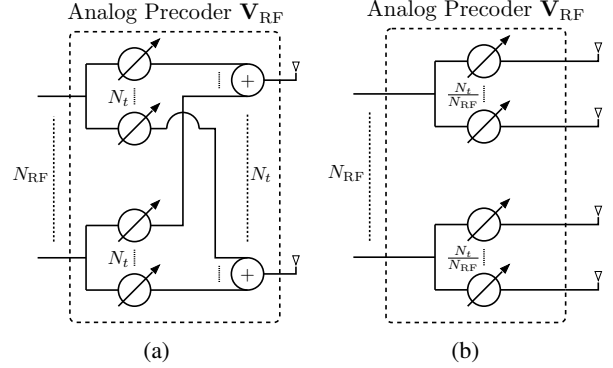 Analog Precoder V_RF
N_t
N_RF
N_t
N_t
+
+
(a)
Analog Precoder V_RF
N_t/N_RF
N_RF
N_t/N_RF
(b)